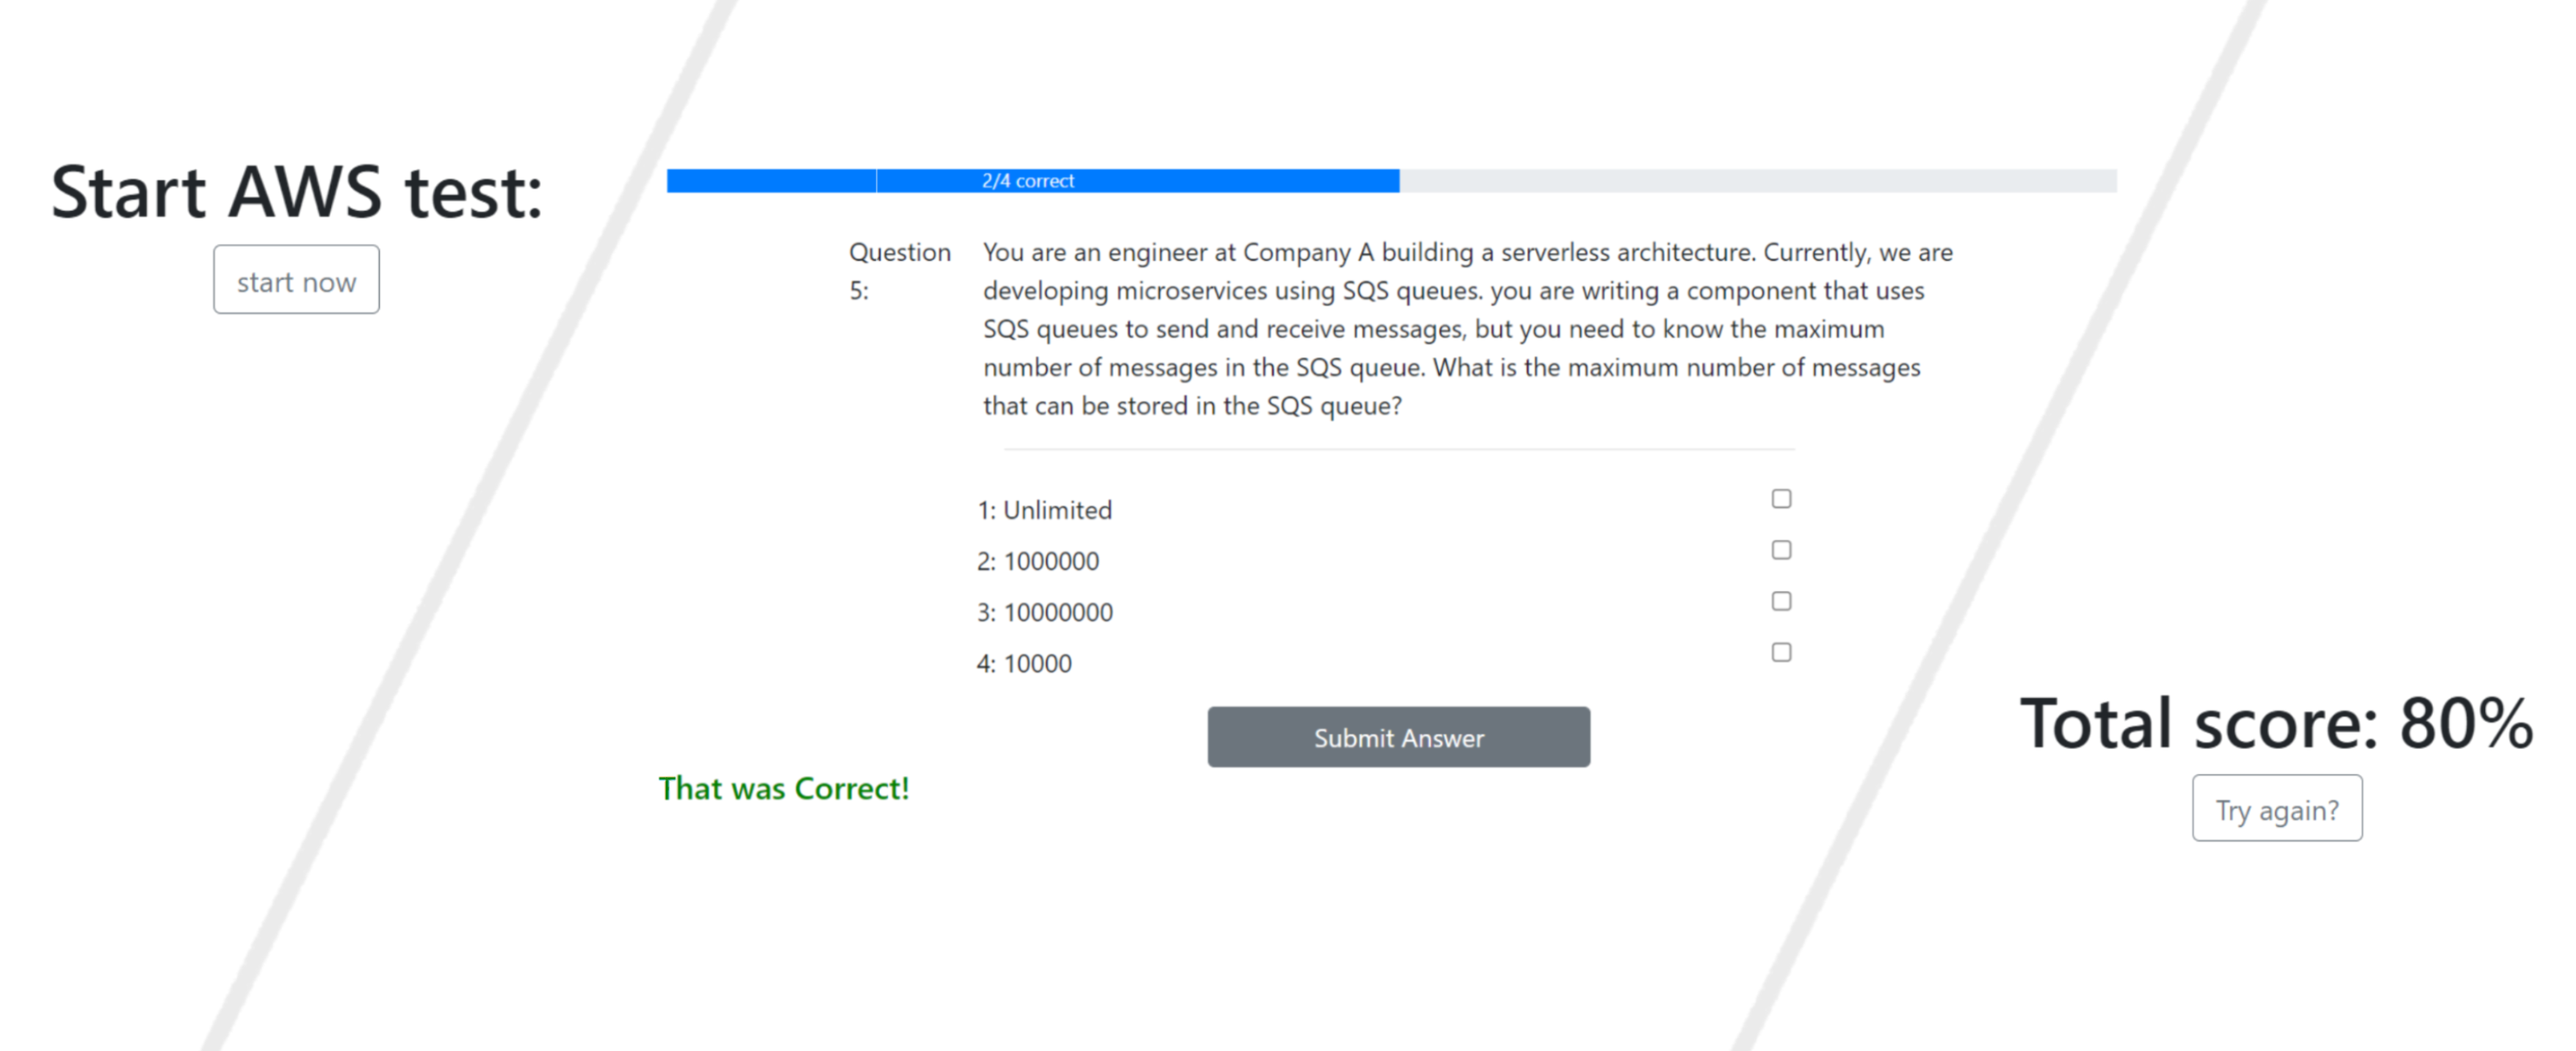 Start AWS test:
start now
2/4 correct
Question
5:
You are an engineer at Company A building a serverless architecture. Currently, we are
developing microservices using SQS queues. you are writing a component that uses
SQS queues to send and receive messages, but you need to know the maximum
number of messages in the SQS queue. What is the maximum number of messages
that can be stored in the SQS queue?
1: Unlimited
2: 1000000
3: 10000000
4: 10000
Submit Answer
That was Correct!
Total score: 80%
Try again?